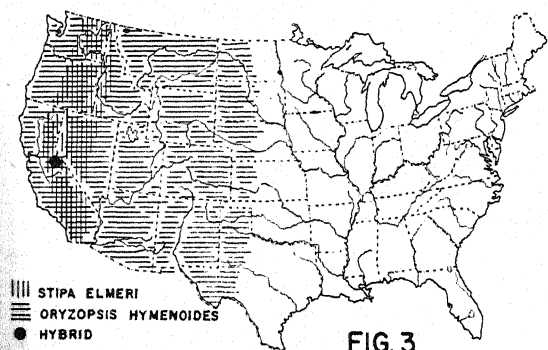 STIPA ELMERI
ORYZOPSIS HYMENOIDES
HYBRID
FIG. 3